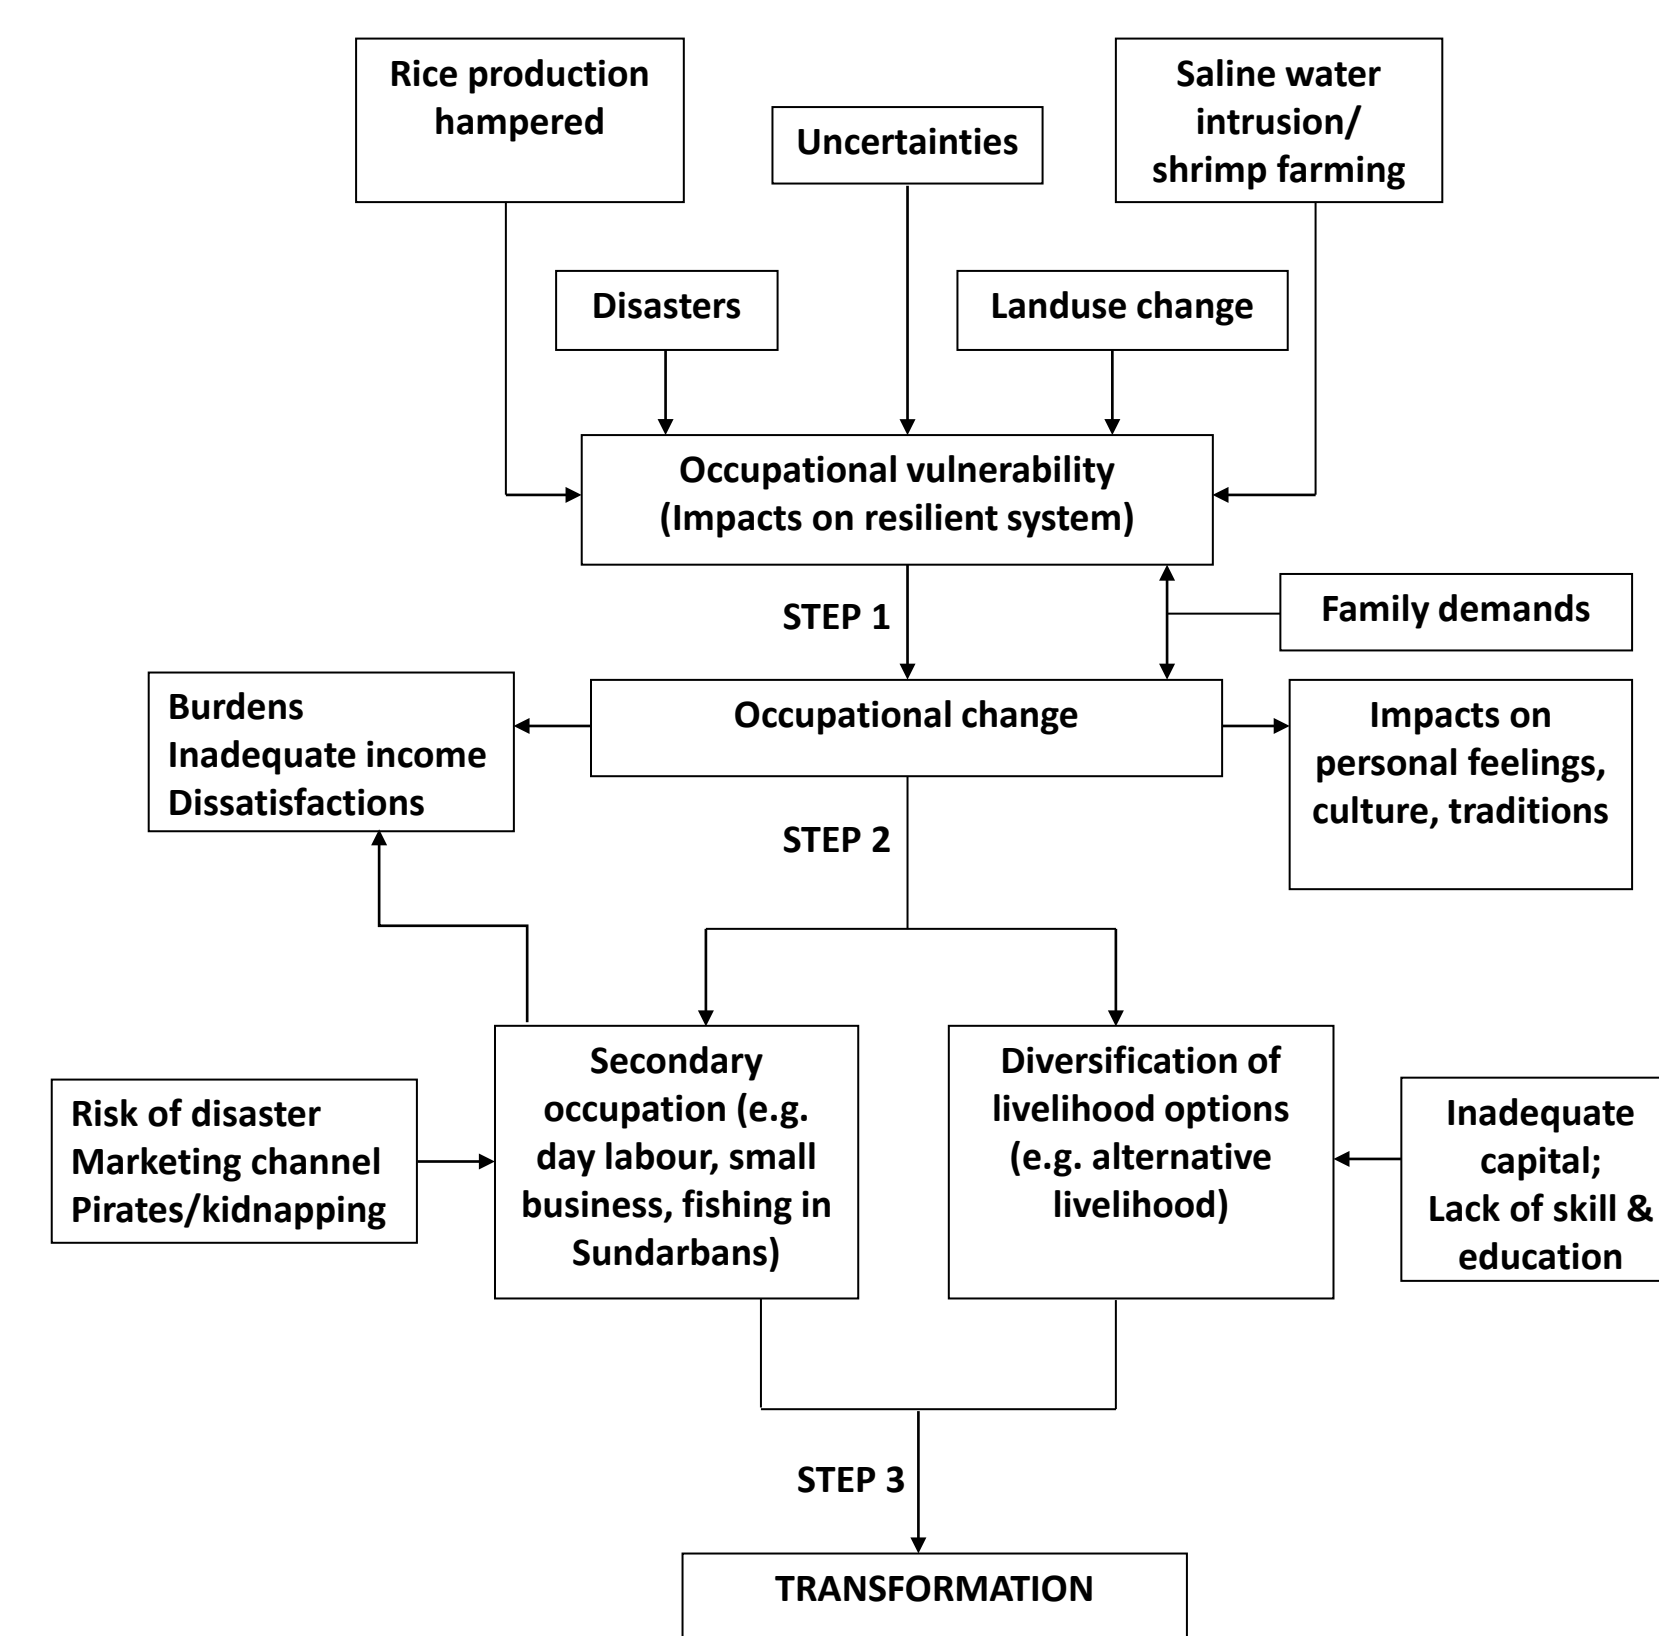 Rice production
hampered
Uncertainties
Saline water
intrusion/
shrimp farming
Disasters
Landuse change
Occupational vulnerability
(Impacts on resilient system)
STEP 1
Family demands
Burdens
Inadequate income
Dissatisfactions
Occupational change
Impacts on
personal feelings,
culture, traditions
STEP 2
Risk of disaster
Marketing channel
Pirates/kidnapping
Secondary
occupation (e.g.
day labour, small
business, fishing in
Sundarbans)
Diversification of
livelihood options
(e.g. alternative
livelihood)
Inadequate
capital;
Lack of skill &
education
STEP 3
TRANSFORMATION